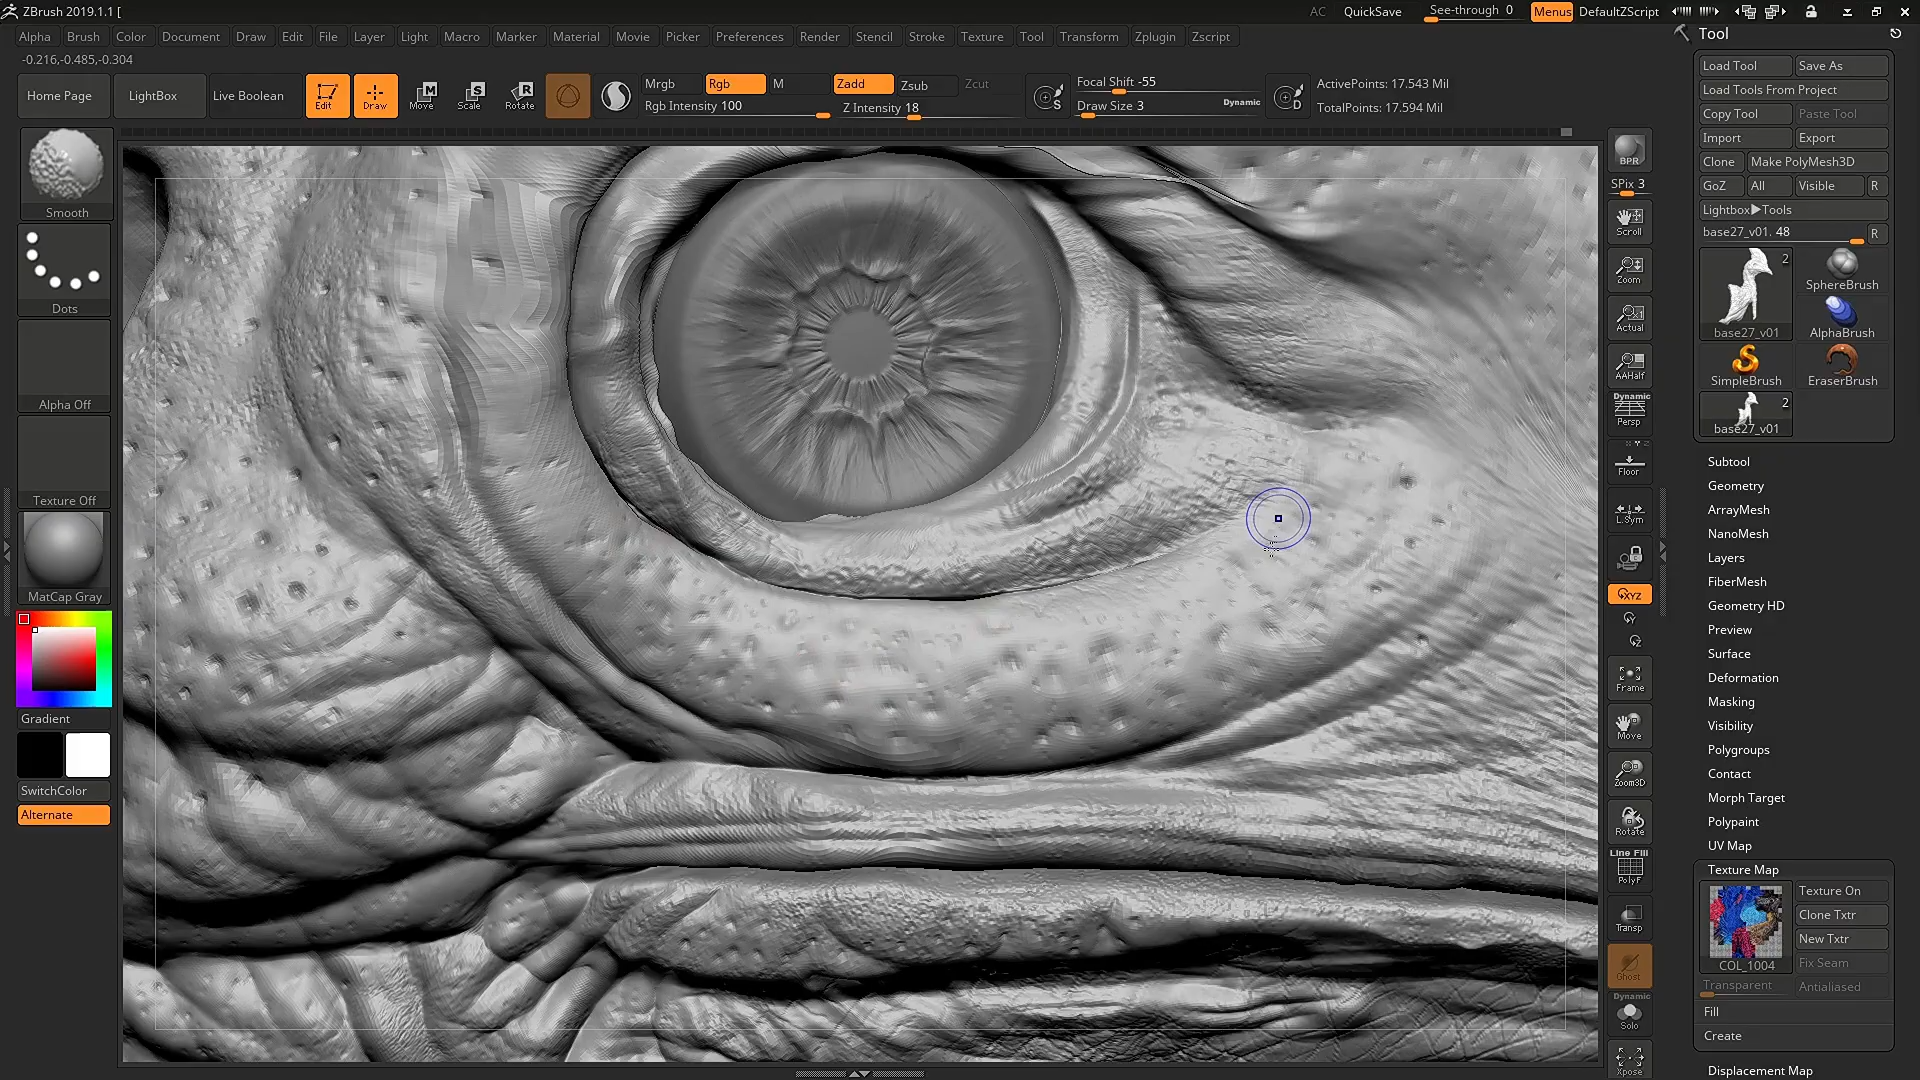 ZBrush 2019.1.1 [
AC QuickSave See-through 0 Menus DefaultZScript
Alpha Brush Color Document Draw Edit File Layer Light Macro Marker Material Movie Picker Preferences Render Stencil Stroke Texture Tool Transform Zplugin Zscript
-0.216,-0.485,-0.304
Home Page LightBox Live Boolean
Edit Draw Move Scale Rotate
M S R
Mrgb Rgb M Zadd Zsub Zcut
Rgb Intensity 100 Z Intensity 18
S
Focal Shift -55
Draw Size 3 Dynamic
D
ActivePoints: 17.543 Mil
TotalPoints: 17.594 Mil
Smooth
Dots
Alpha Off
Texture Off
MatCap Gray
Gradient
SwitchColor
Alternate
BPR
SPix 3
Scroll
Zoom
Actual
AAHalf
Dynamic
Persp
Floor
L.Sym
XYZ
Y
Z
Frame
Move
Zoom3D
Rotate
Line Fill
PolyF
Transp
Ghost
Dynamic
Solo
Xpose
Tool
Load Tool Save As
Load Tools From Project
Copy Tool Paste Tool
Import Export
Clone Make PolyMesh3D
GoZ All Visible R
Lightbox▶Tools
base27_v01. 48 R
2
base27_v01 SphereBrush
AlphaBrush
SimpleBrush EraserBrush
2
base27_v01
Subtool
Geometry
ArrayMesh
NanoMesh
Layers
FiberMesh
Geometry HD
Preview
Surface
Deformation
Masking
Visibility
Polygroups
Contact
Morph Target
Polypaint
UV Map
Texture Map
Texture On
Clone Txtr
New Txtr
COL_1004 Fix Seam
Transparent Antialiased
Fill
Create
Displacement Map